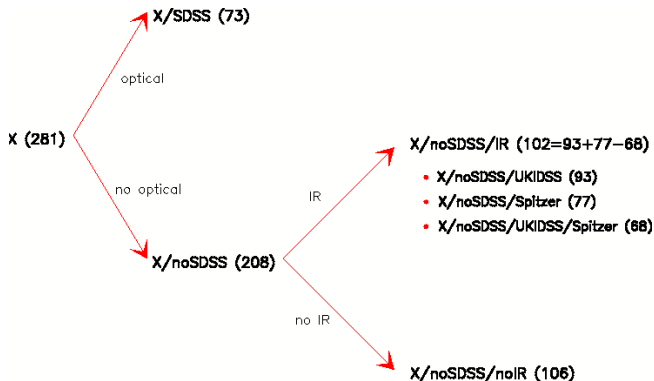 X/SDSS (73)
optical
X (281)
X/noSDSS/IR (102=93+77-68)
X/noSDSS/UKIDSS (93)
no optical
IR
X/noSDSS/Spitzer (77)
X/noSDSS/UKIDSS/Spitzer (68)
X/noSDSS (208)
no IR
X/noSDSS/noIR (106)